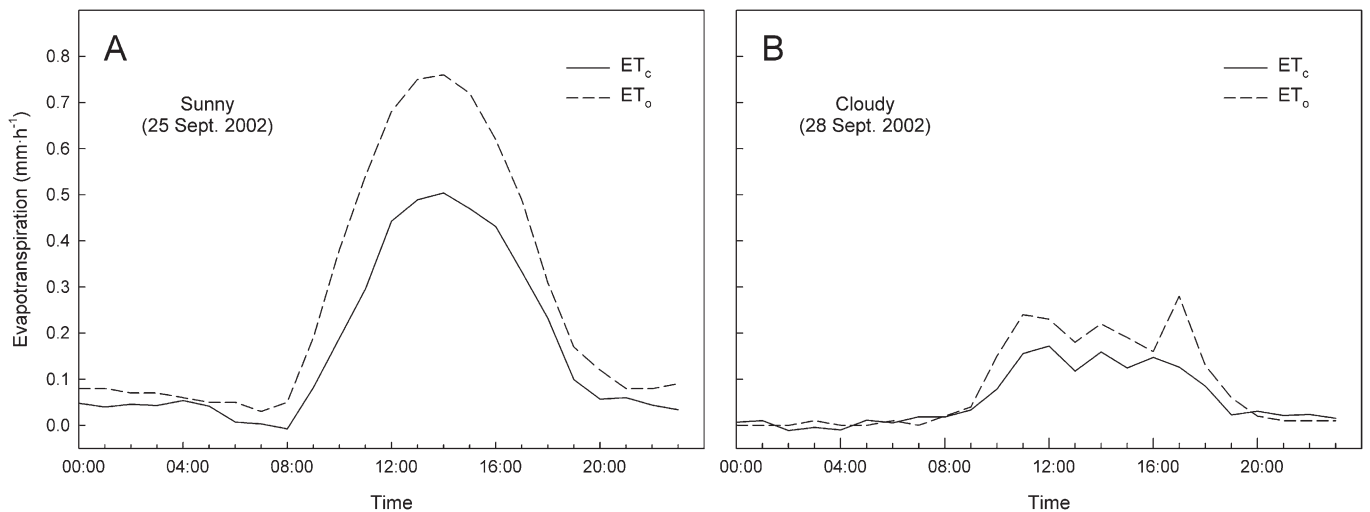 A
ETc
ETo
Sunny
(25 Sept. 2002)
Evapotranspiration (mm·h-1)
0.8
0.7
0.6
0.5
0.4
0.3
0.2
0.1
0.0
00:00 04:00 08:00 12:00 16:00 20:00
Time
B
ETc
ETo
Cloudy
(28 Sept. 2002)
00:00 04:00 08:00 12:00 16:00 20:00
Time